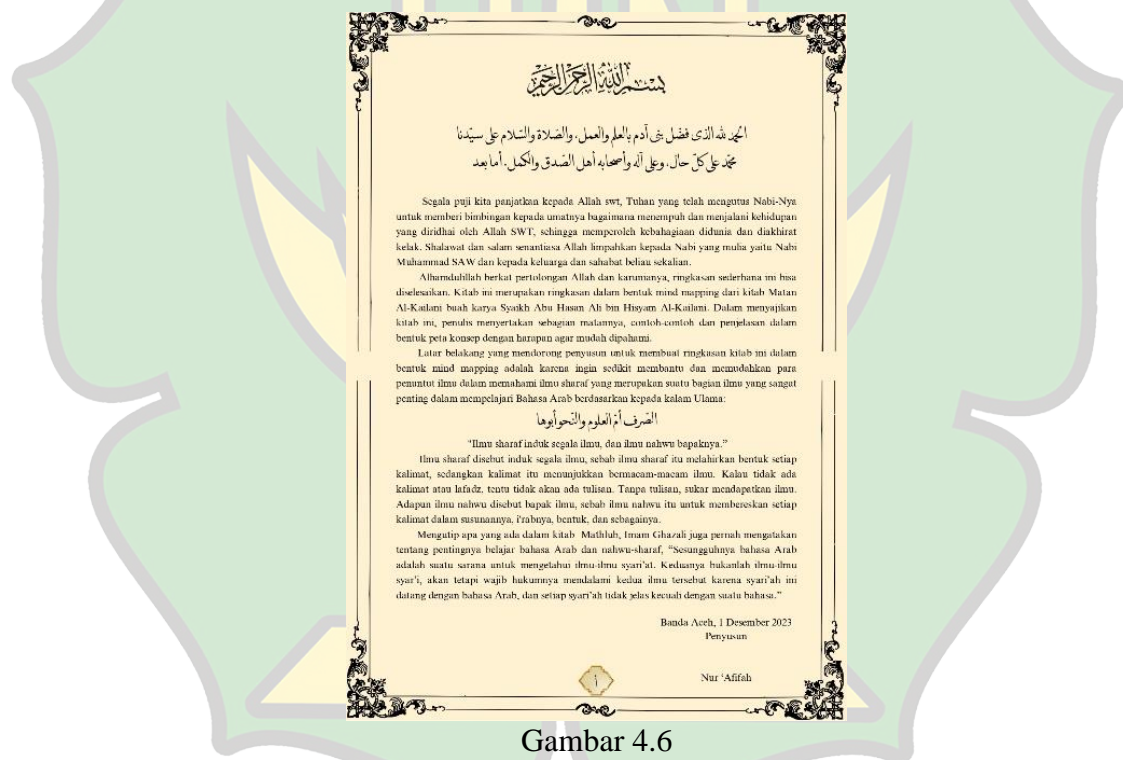 بسم الله الرحمن الرحيم
الحمد لله الذى فضّل بنى آدم بالعلم والعمل، والصّلاة والسّلام على سيّدنا
محمّد على كلّ حال، وعلى آله وأصحابه أهل الصّدق والكمل. أما بعد
Segala puji kita panjatkan kepada Allah swt, Tuhan yang telah mengutus Nabi-Nya
untuk memberi bimbingan kepada umatnya bagaimana menempuh dan menjalani kehidupan
yang diridhai oleh Allah SWT, sehingga memperoleh kebahagiaan didunia dan diakhirat
kelak. Shalawat dan salam senantiasa Allah limpahkan kepada Nabi yang mulia yaitu Nabi
Muhammad SAW dan kepada keluarga dan sahabat beliau sekalian.
Alhamdulillah berkat pertolongan Allah dan karunianya, ringkasan sederhana ini bisa
diselesaikan. Kitab ini merupakan ringkasan dalam bentuk mind mapping dari kitab Matan
Al-Kailani buah karya Syaikh Abu Hasan Ali bin Hisyam Al-Kailani. Dalam menyajikan
kitab ini, penulis menyertakan sebagian matannya, contoh-contoh dan penjelasan dalam
bentuk peta konsep dengan harapan agar mudah dipahami.
Latar belakang yang mendorong penyusun untuk membuat ringkasan kitab ini dalam
bentuk mind mapping adalah karena ingin sedikit membantu dan memudahkan para
penuntut ilmu dalam memahami ilmu sharaf yang merupakan suatu bagian ilmu yang sangat
penting dalam mempelajari Bahasa Arab berdasarkan kepada kalam Ulama:
الصّرف أمّ العلوم والنّحو أبوها
"Ilmu sharaf induk segala ilmu, dan ilmu nahwu bapaknya."
Ilmu sharaf disebut induk segala ilmu, sebab ilmu sharaf itu melahirkan bentuk setiap
kalimat, sedangkan kalimat itu menunjukkan bermacam-macam ilmu. Kalau tidak ada
kalimat atau lafadz, tentu tidak akan ada tulisan. Tanpa tulisan, sukar mendapatkan ilmu.
Adapun ilmu nahwu disebut bapak ilmu, sebab ilmu nahwu itu untuk membereskan setiap
kalimat dalam susunannya, i'rabnya, bentuk, dan sebagainya.
Mengutip apa yang ada dalam kitab Mathlub, Imam Ghazali juga pernah mengatakan
tentang pentingnya belajar bahasa Arab dan nahwu-sharaf, "Sesungguhnya bahasa Arab
adalah suatu sarana untuk mengetahui ilmu-ilmu syari'at. Keduanya bukanlah ilmu-ilmu
syar'i, akan tetapi wajib hukumnya mendalami kedua ilmu tersebut karena syari'ah ini
datang dengan bahasa Arab, dan setiap syari'ah tidak jelas kecuali dengan suatu bahasa."
Banda Aceh, 1 Desember 2023
Penyusun
Nur 'Afifah
أ
Gambar 4.6